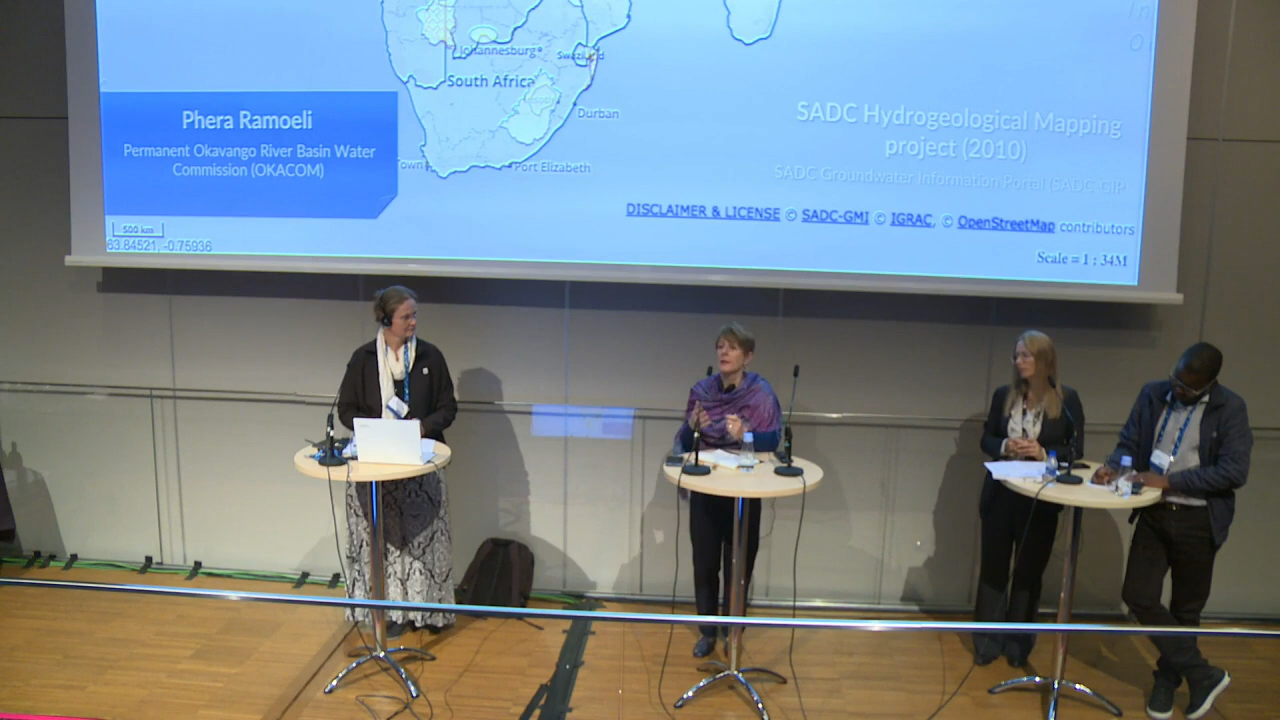 Johannesburg
Swaziland
South Africa
Durban
Town
Port Elizabeth
Phera Ramoeli
Permanent Okavango River Basin Water
Commission (OKACOM)
SADC Hydrogeological Mapping
project (2010)
SADC Groundwater Information Portal (SADC-GIP
DISCLAIMER & LICENSE © SADC-GMI © IGRAC, © OpenStreetMap contributors
500 km
63.84521, -0.75936
Scale = 1 : 34M